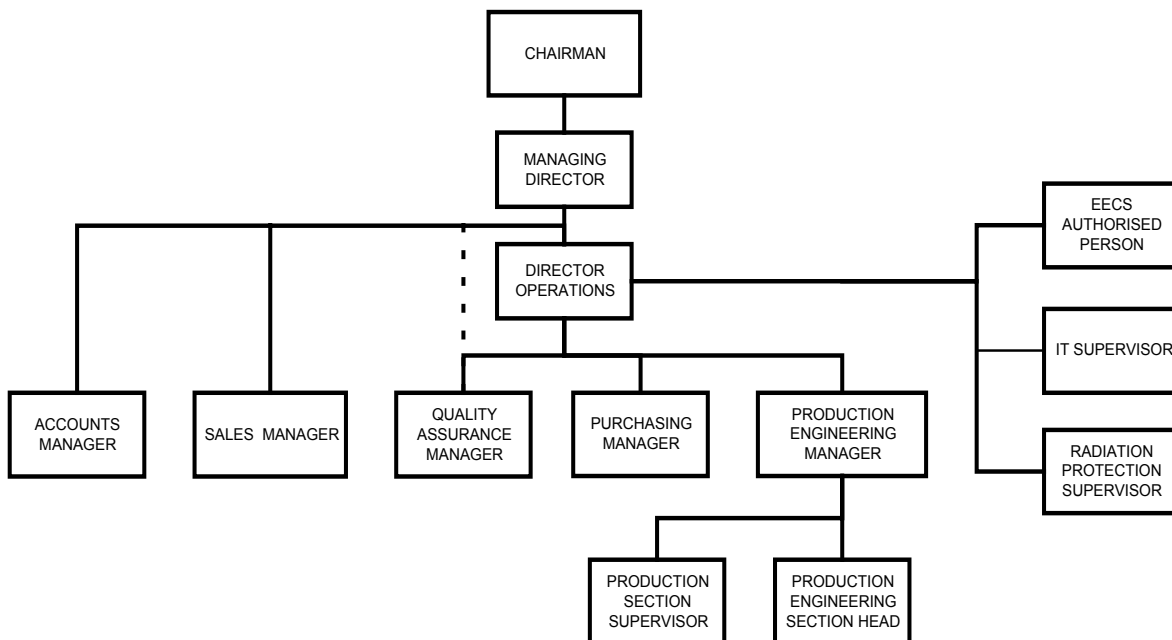 CHAIRMAN
MANAGING
DIRECTOR
EECS
AUTHORISED
PERSON
DIRECTOR
OPERATIONS
IT SUPERVISOR
ACCOUNTS
MANAGER
SALES MANAGER
QUALITY
ASSURANCE
MANAGER
PURCHASING
MANAGER
PRODUCTION
ENGINEERING
MANAGER
RADIATION
PROTECTION
SUPERVISOR
PRODUCTION
SECTION
SUPERVISOR
PRODUCTION
ENGINEERING
SECTION HEAD